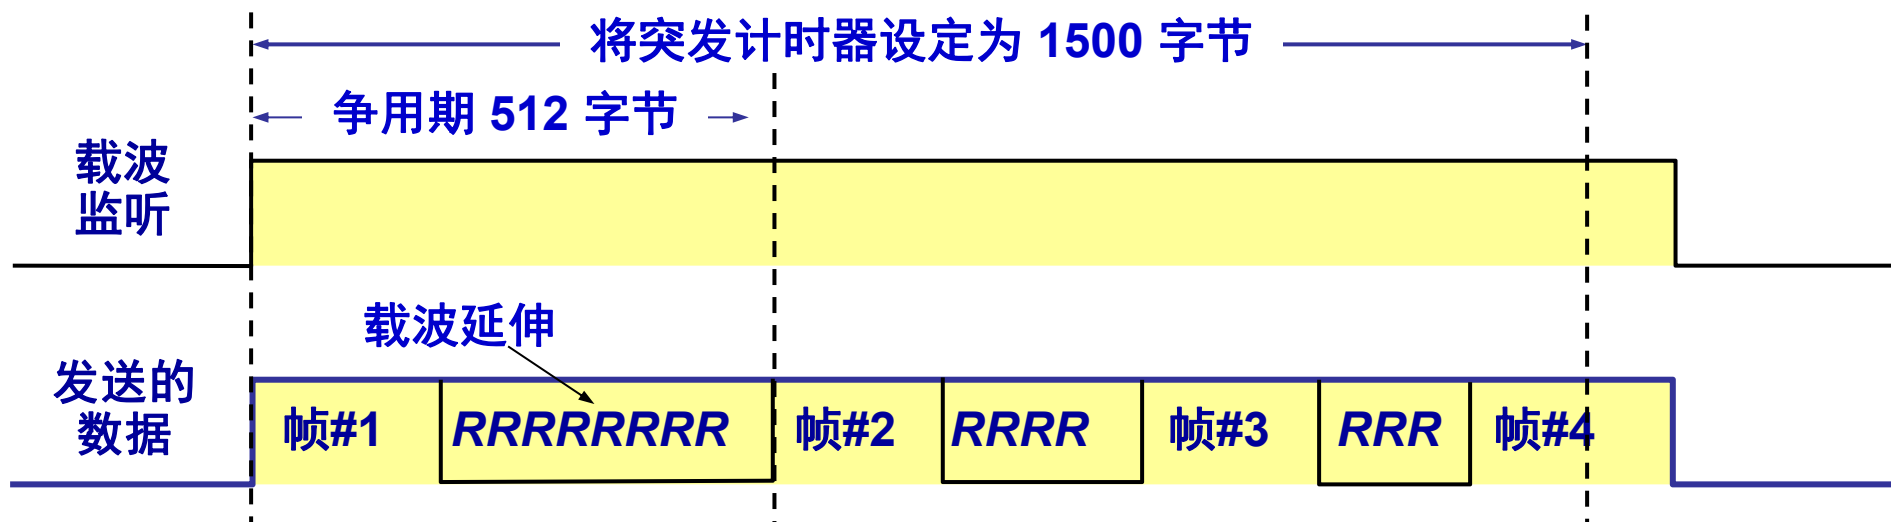 将突发计时器设定为 1500 字节
争用期 512 字节
载波
监听
载波延伸
发送的
数据
帧#1 RRRRRRRR 帧#2 RRRR 帧#3 RRR 帧#4